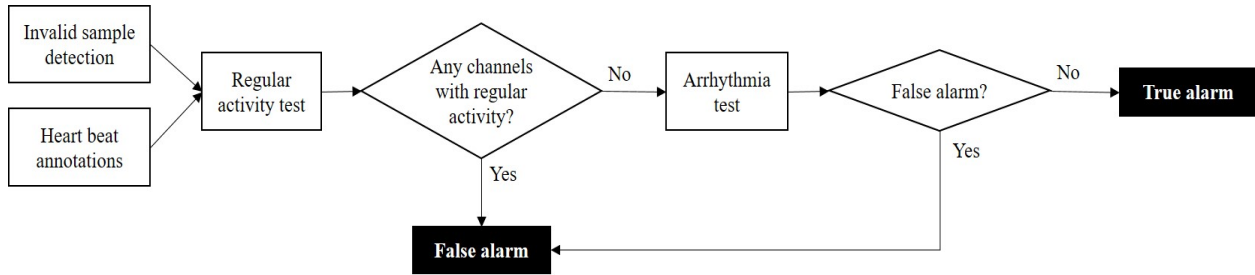 Invalid sample
detection
Heart beat
annotations
Regular
activity test
Any channels
with regular
activity?
No
Yes
Arrhythmia
test
False alarm?
No
Yes
True alarm
False alarm